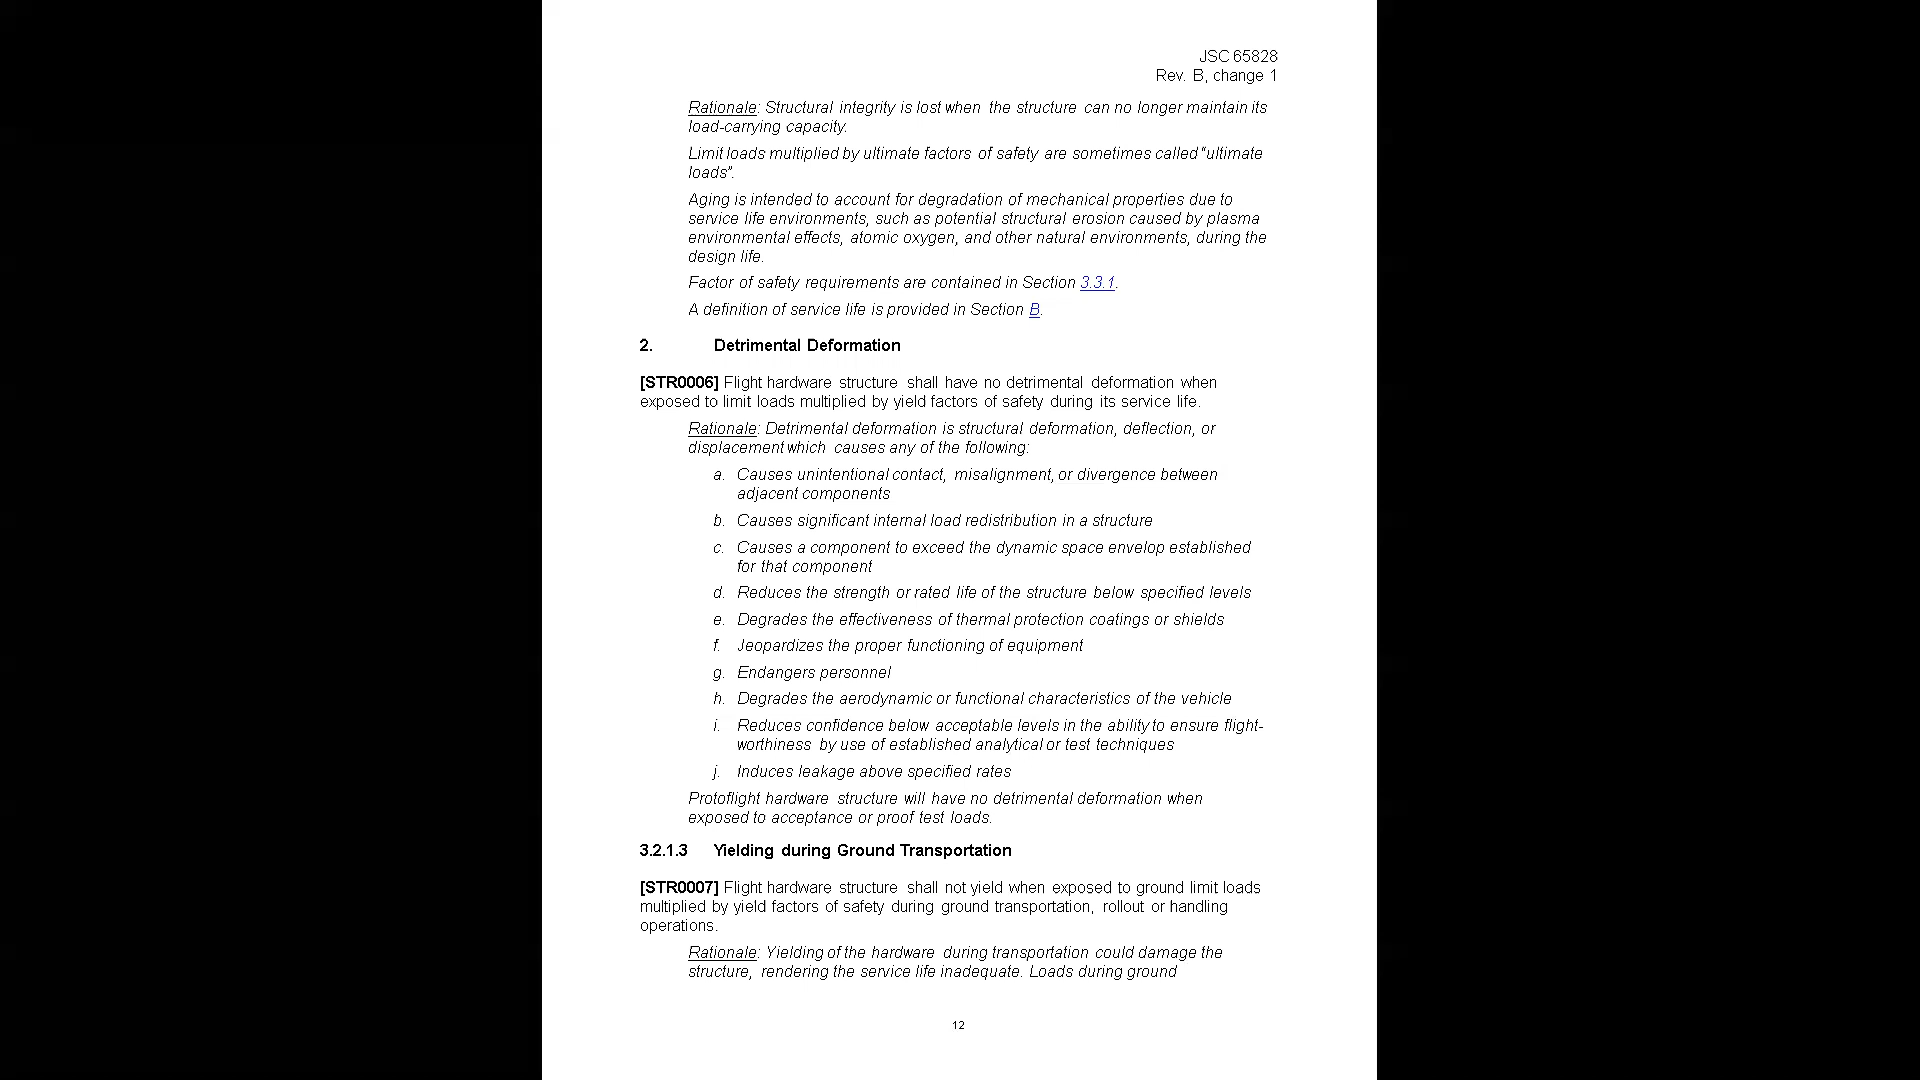 JSC 65828
Rev. B, change 1
Rationale: Structural integrity is lost when the structure can no longer maintain its
load-carrying capacity.
Limit loads multiplied by ultimate factors of safety are sometimes called “ultimate
loads”.
Aging is intended to account for degradation of mechanical properties due to
service life environments, such as potential structural erosion caused by plasma
environmental effects, atomic oxygen, and other natural environments, during the
design life.
Factor of safety requirements are contained in Section 3.3.1.
A definition of service life is provided in Section B.
2. Detrimental Deformation
[STR0006] Flight hardware structure shall have no detrimental deformation when
exposed to limit loads multiplied by yield factors of safety during its service life.
Rationale: Detrimental deformation is structural deformation, deflection, or
displacement which causes any of the following:
a. Causes unintentional contact, misalignment, or divergence between
adjacent components
b. Causes significant internal load redistribution in a structure
c. Causes a component to exceed the dynamic space envelop established
for that component
d. Reduces the strength or rated life of the structure below specified levels
e. Degrades the effectiveness of thermal protection coatings or shields
f. Jeopardizes the proper functioning of equipment
g. Endangers personnel
h. Degrades the aerodynamic or functional characteristics of the vehicle
i. Reduces confidence below acceptable levels in the ability to ensure flight-
worthiness by use of established analytical or test techniques
j. Induces leakage above specified rates
Protoflight hardware structure will have no detrimental deformation when
exposed to acceptance or proof test loads.
3.2.1.3 Yielding during Ground Transportation
[STR0007] Flight hardware structure shall not yield when exposed to ground limit loads
multiplied by yield factors of safety during ground transportation, rollout or handling
operations.
Rationale: Yielding of the hardware during transportation could damage the
structure, rendering the service life inadequate. Loads during ground
12